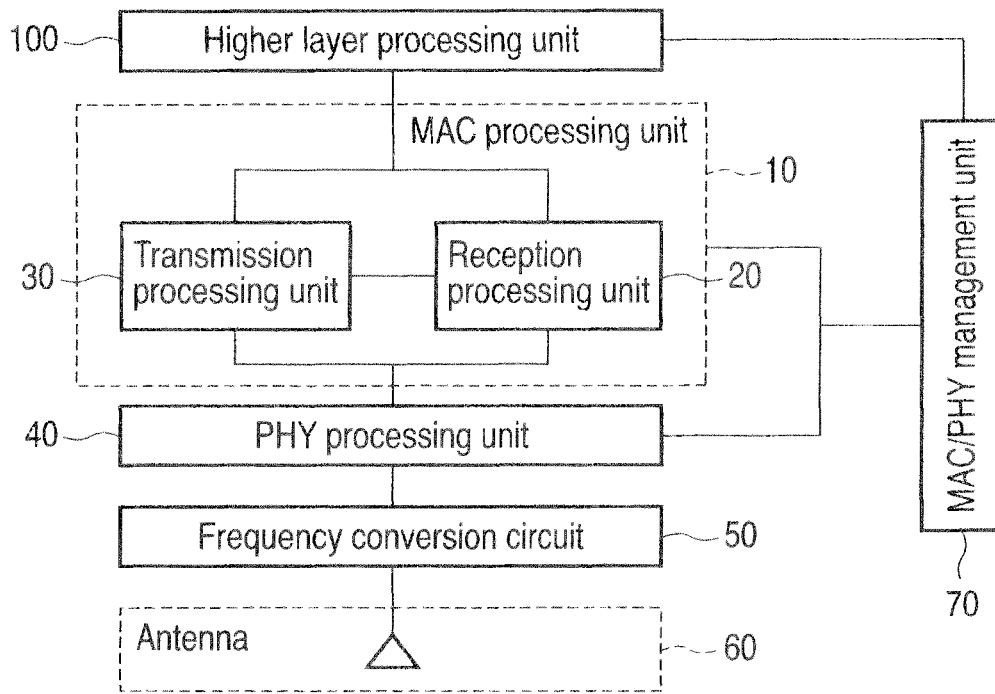 100
Higher layer processing unit
MAC processing unit
10
30
Transmission
processing unit
Reception
processing unit
20
MAC/PHY management unit
70
40
PHY processing unit
Frequency conversion circuit
50
Antenna
60